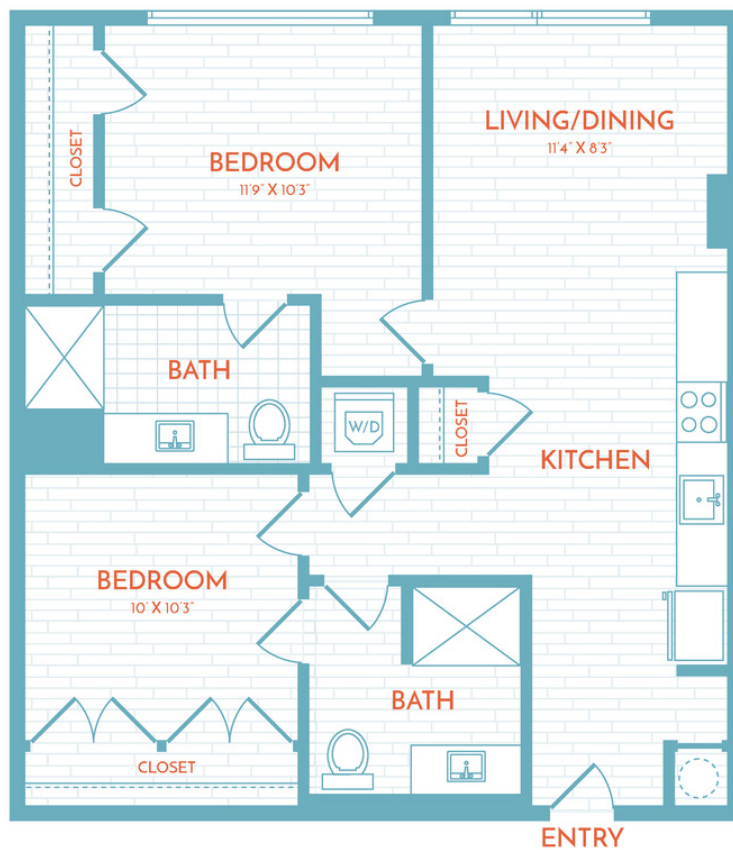 CLOSET
BEDROOM
11'9" X 10'3"
LIVING/DINING
11'4" X 8'3"
BATH
W/D
CLOSET
KITCHEN
BEDROOM
10' X 10'3"
BATH
CLOSET
ENTRY